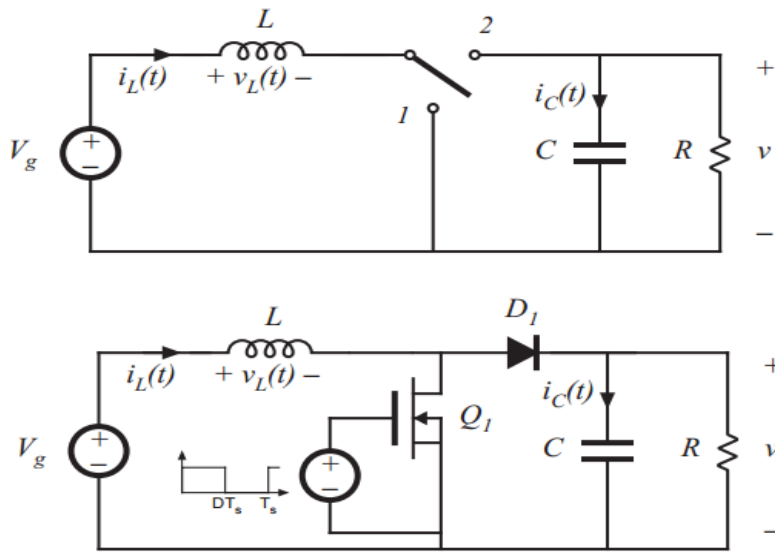 L
2
i_L(t)
+ v_L(t) −
1
i_C(t)
+
V_g
+
−
C
R
v
−
L
D_1
i_L(t)
+ v_L(t) −
i_C(t)
+
Q_1
V_g
+
−
+
−
C
R
v
DT_s T_s
−